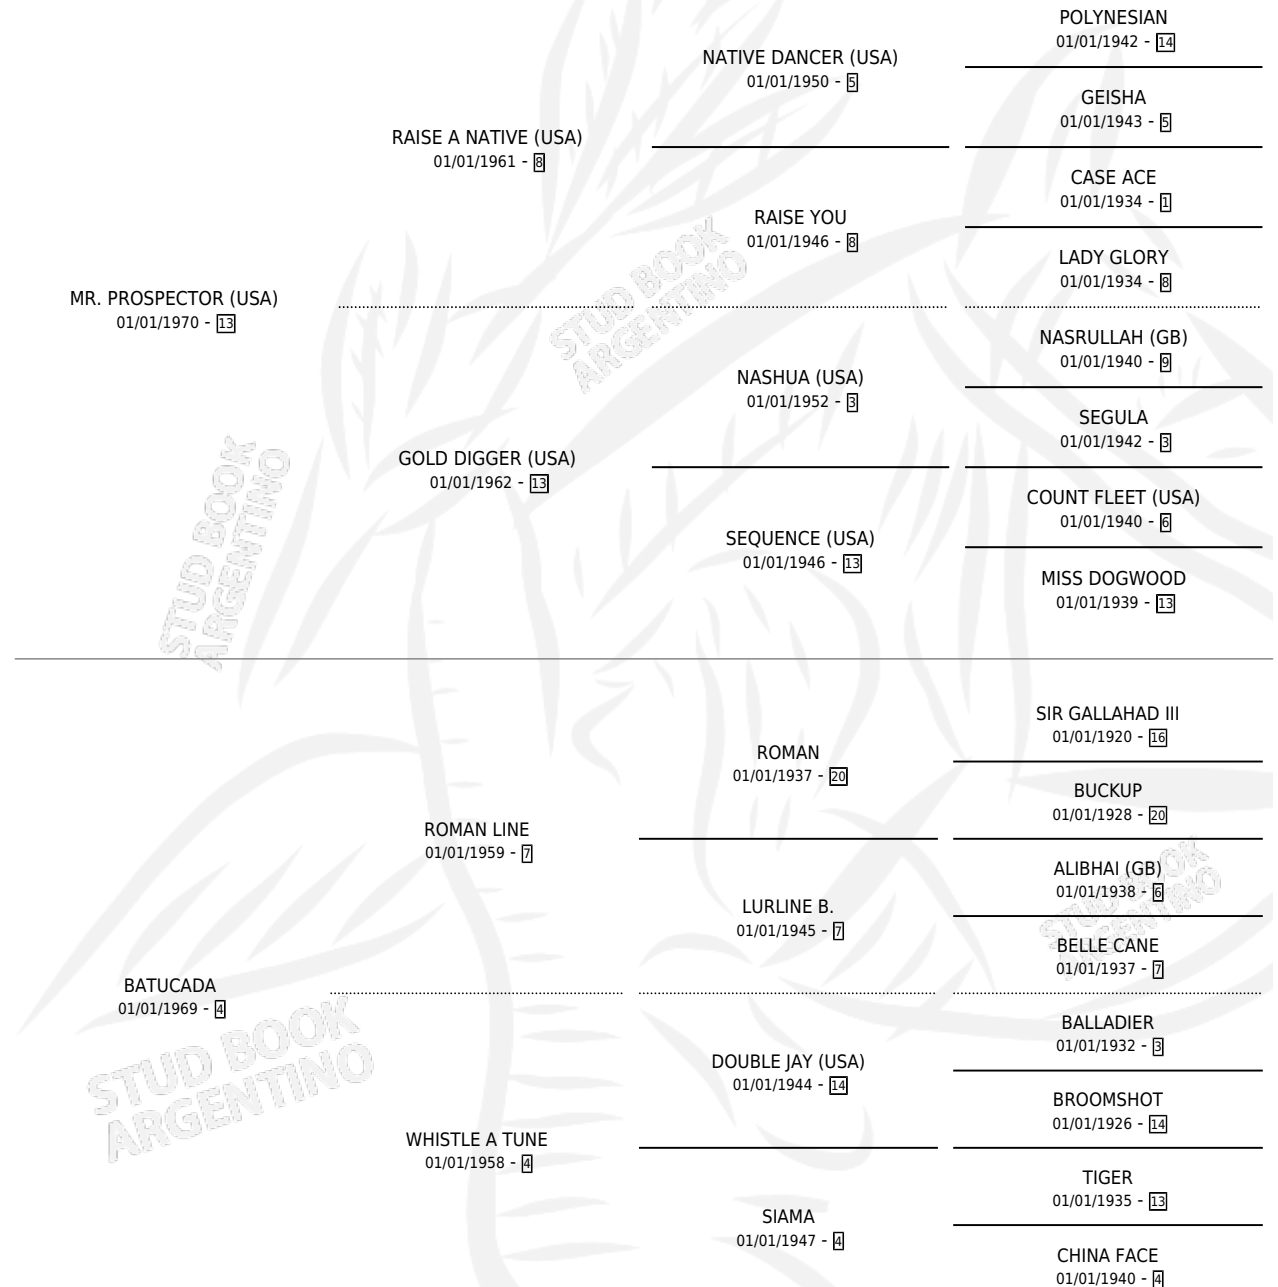 POLYNESIAN
01/01/1942 - 14
NATIVE DANCER (USA)
01/01/1950 - 5
GEISHA
01/01/1943 - 5
RAISE A NATIVE (USA)
01/01/1961 - 8
CASE ACE
01/01/1934 - 1
RAISE YOU
01/01/1946 - 8
LADY GLORY
01/01/1934 - 8
MR. PROSPECTOR (USA)
01/01/1970 - 13
NASRULLAH (GB)
01/01/1940 - 9
NASHUA (USA)
01/01/1952 - 3
SEGULA
01/01/1942 - 3
GOLD DIGGER (USA)
01/01/1962 - 13
COUNT FLEET (USA)
01/01/1940 - 6
SEQUENCE (USA)
01/01/1946 - 13
MISS DOGWOOD
01/01/1939 - 13
STUD BOOK
ARGENTINO
STUD BOOK
ARGENTINO
SIR GALLAHAD III
01/01/1920 - 16
ROMAN
01/01/1937 - 20
BUCKUP
01/01/1928 - 20
ROMAN LINE
01/01/1959 - 7
ALIBHAI (GB)
01/01/1938 - 6
LURLINE B.
01/01/1945 - 7
BELLE CANE
01/01/1937 - 7
BATUCADA
01/01/1969 - 4
BALLADIER
01/01/1932 - 3
DOUBLE JAY (USA)
01/01/1944 - 14
BROOMSHOT
01/01/1926 - 14
WHISTLE A TUNE
01/01/1958 - 4
TIGER
01/01/1935 - 13
SIAMA
01/01/1947 - 4
CHINA FACE
01/01/1940 - 4
STUD BOOK
ARGENTINO
STUD BOOK
ARGENTINO